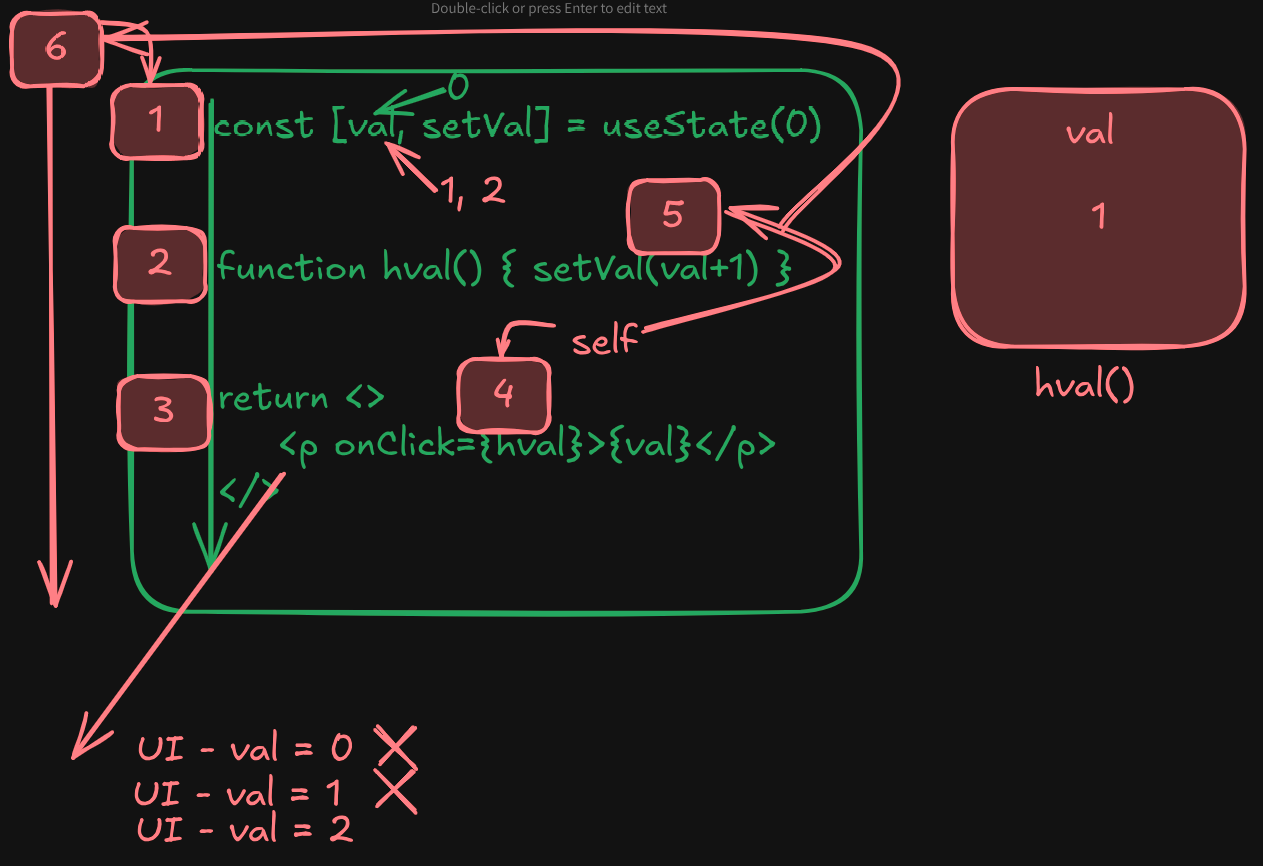 Double-click or press Enter to edit text
6
0
1
const [val, setVal] = useState(0)
val
1, 2
5
1
2
function hval() { setVal(val+1) }
self
hval()
4
3
return <>
<p onClick={hval}>{val}</p>
</>
UI - val = 0
UI - val = 1
UI - val = 2